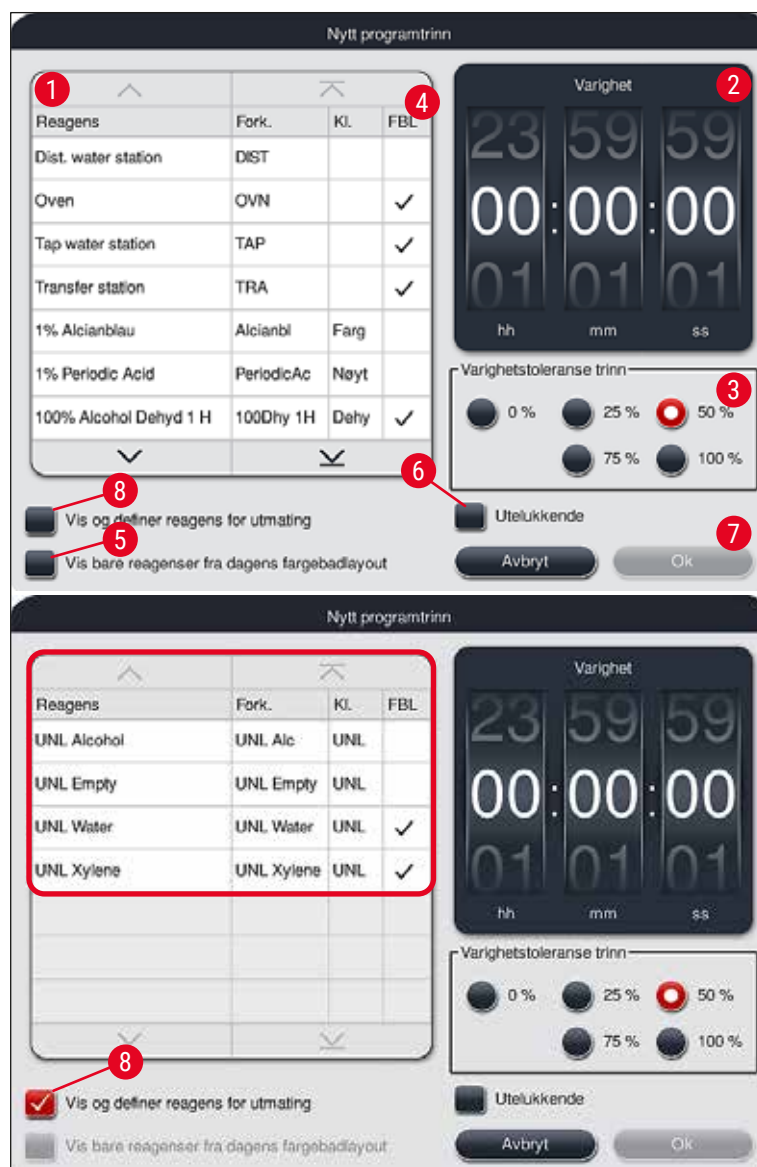 Nytt programtrinn
1
4
Reagens Fork. Kl. FBL
Dist. water station DIST
Oven OVN ✓
Tap water station TAP ✓
Transfer station TRA ✓
1% Alcianblau Alcianbl Farg
1% Periodic Acid PeriodicAc Nøyt
100% Alcohol Dehyd 1 H 100Dhy 1H Dehy ✓
8
Vis og definer reagens for utmating
5
Vis bare reagenser fra dagens fargebadlayout
Varighet
2
23 59 59
00:00:00
01 01 01
hh mm ss
Varighetstoleranse trinn
3
0 % 25 % 50 %
75 % 100 %
6
Utelukkende
7
Avbryt Ok
Nytt programtrinn
Reagens Fork. Kl. FBL
UNL Alcohol UNL Alc UNL
UNL Empty UNL Empty UNL
UNL Water UNL Water UNL ✓
UNL Xylene UNL Xylene UNL ✓
8
Vis og definer reagens for utmating
Vis bare reagenser fra dagens fargebadlayout
Varighet
23 59 59
00:00:00
01 01 01
hh mm ss
Varighetstoleranse trinn
0 % 25 % 50 %
75 % 100 %
Utelukkende
Avbryt Ok